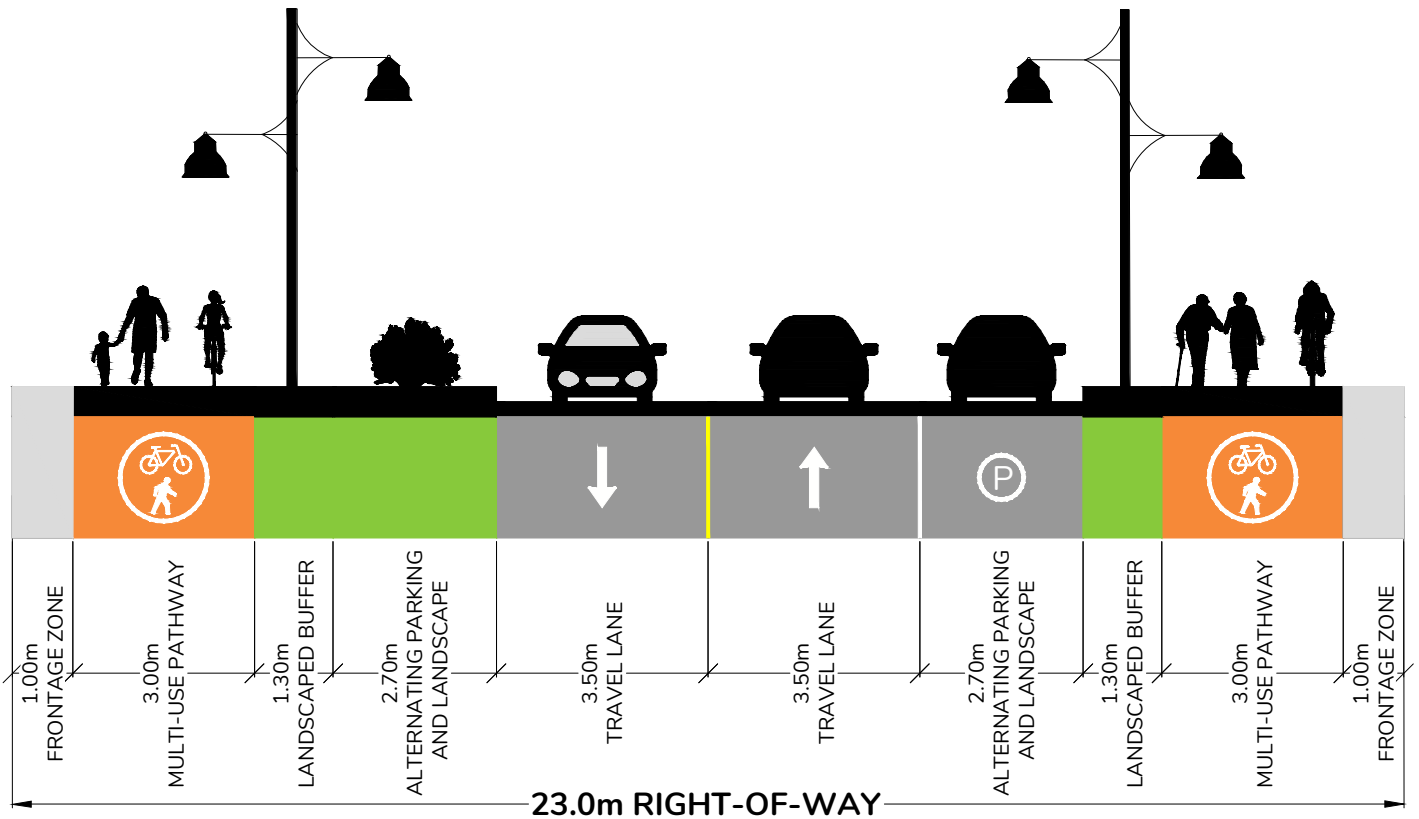 P
1.00m
FRONTAGE ZONE
3.00m
MULTI-USE PATHWAY
1.30m
LANDSCAPED BUFFER
2.70m
ALTERNATING PARKING
AND LANDSCAPE
3.50m
TRAVEL LANE
3.50m
TRAVEL LANE
2.70m
ALTERNATING PARKING
AND LANDSCAPE
1.30m
LANDSCAPED BUFFER
3.00m
MULTI-USE PATHWAY
1.00m
FRONTAGE ZONE
23.0m RIGHT-OF-WAY